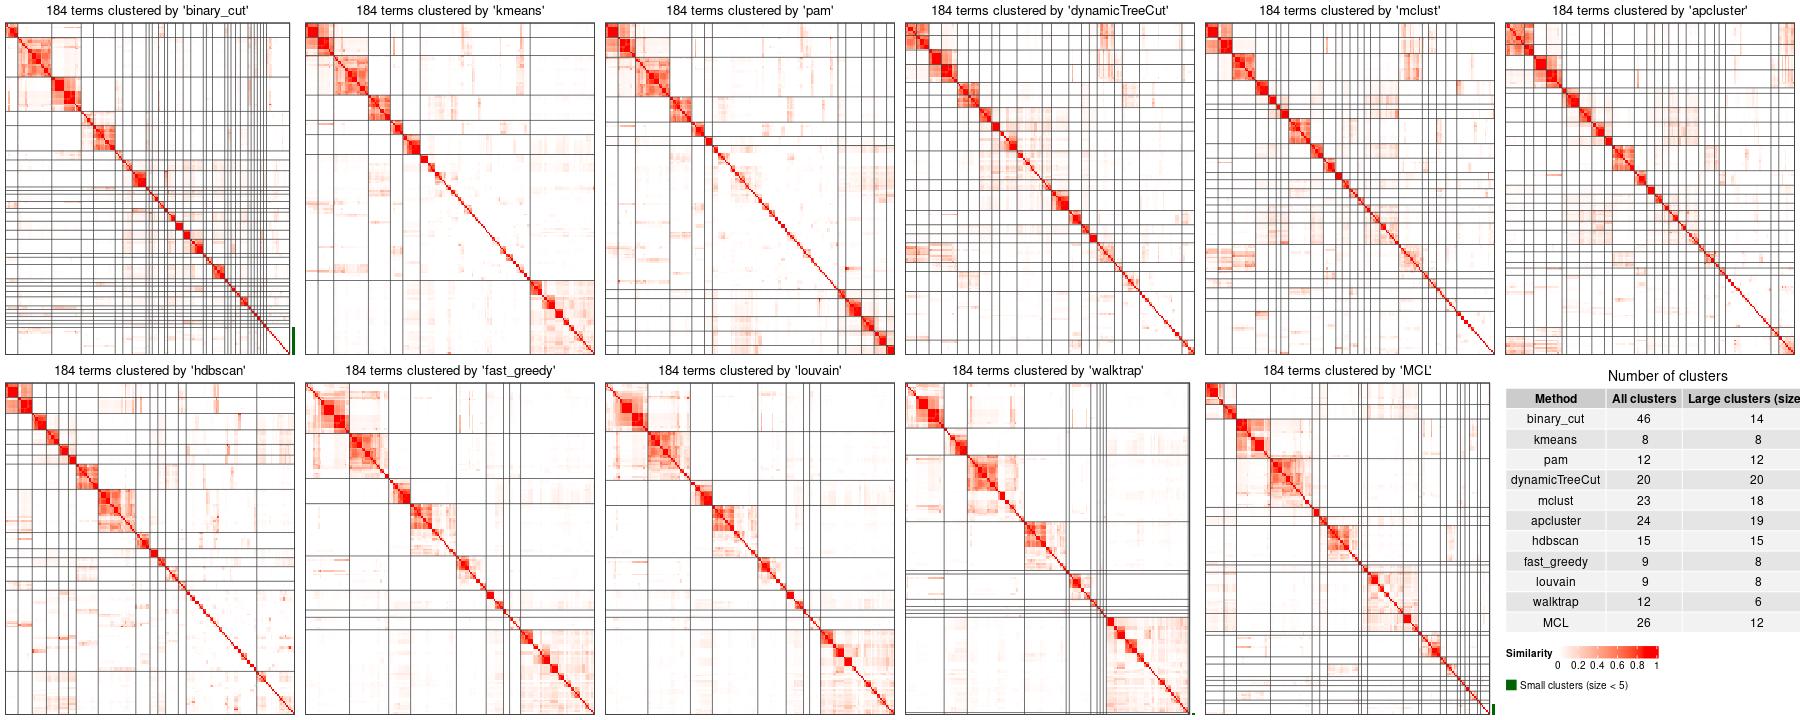 184 terms clustered by 'binary_cut'
184 terms clustered by 'kmeans'
184 terms clustered by 'pam'
184 terms clustered by 'dynamicTreeCut'
184 terms clustered by 'mclust'
184 terms clustered by 'apcluster'
184 terms clustered by 'hdbscan'
184 terms clustered by 'fast_greedy'
184 terms clustered by 'louvain'
184 terms clustered by 'walktrap'
184 terms clustered by 'MCL'
Number of clusters
Method All clusters Large clusters (size
binary_cut 46 14
kmeans 8 8
pam 12 12
dynamicTreeCut 20 20
mclust 23 18
apcluster 24 19
hdbscan 15 15
fast_greedy 9 8
louvain 9 8
walktrap 12 6
MCL 26 12
Similarity
0 0.2 0.4 0.6 0.8 1
Small clusters (size < 5)